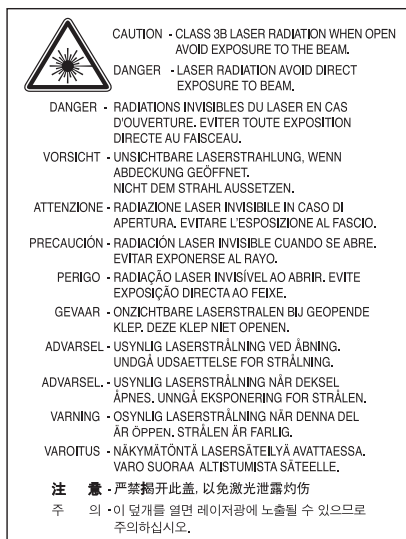 CAUTION - CLASS 3B LASER RADIATION WHEN OPEN
AVOID EXPOSURE TO THE BEAM.
DANGER - LASER RADIATION AVOID DIRECT
EXPOSURE TO BEAM.
DANGER - RADIATIONS INVISIBLES DU LASER EN CAS
D'OUVERTURE. EVITER TOUTE EXPOSITION
DIRECTE AU FAISCEAU.
VORSICHT - UNSICHTBARE LASERSTRAHLUNG, WENN
ABDECKUNG GEÖFFNET.
NICHT DEM STRAHL AUSSETZEN.
ATTENZIONE - RADIAZIONE LASER INVISIBILE IN CASO DI
APERTURA. EVITARE L'ESPOSIZIONE AL FASCIO.
PRECAUCIÓN - RADIACIÓN LASER INVISIBLE CUANDO SE ABRE.
EVITAR EXPONERSE AL RAYO.
PERIGO - RADIAÇÃO LASER INVISÍVEL AO ABRIR. EVITE
EXPOSIÇÃO DIRECTA AO FEIXE.
GEVAAR - ONZICHTBARE LASERSTRALEN BIJ GEOPENDE
KLEP. DEZE KLEP NIET OPENEN.
ADVARSEL - USYNLIG LASERSTRÅLNING VED ÅBNING.
UNDGÅ UDSAETTELSE FOR STRÅLNING.
ADVARSEL. - USYNLIG LASERSTRÅLNING NÅR DEKSEL
ÅPNES. UNNGÅ EKSPONERING FOR STRÅLEN.
VARNING - OSYNLIG LASERSTRÅLNING NÄR DENNA DEL
ÄR ÖPPEN. STRÅLEN ÄR FARLIG.
VAROITUS - NÄKYMÄTÖNTÄ LASERSÄTEILYÄ AVATTAESSA.
VARO SUORAA ALTISTUMISTA SÄTEELLE.
注 意 - 严禁揭开此盖, 以免激光泄露灼伤
주 의 - 이 덮개를 열면 레이저광에 노출될 수 있으므로
주의하십시오.